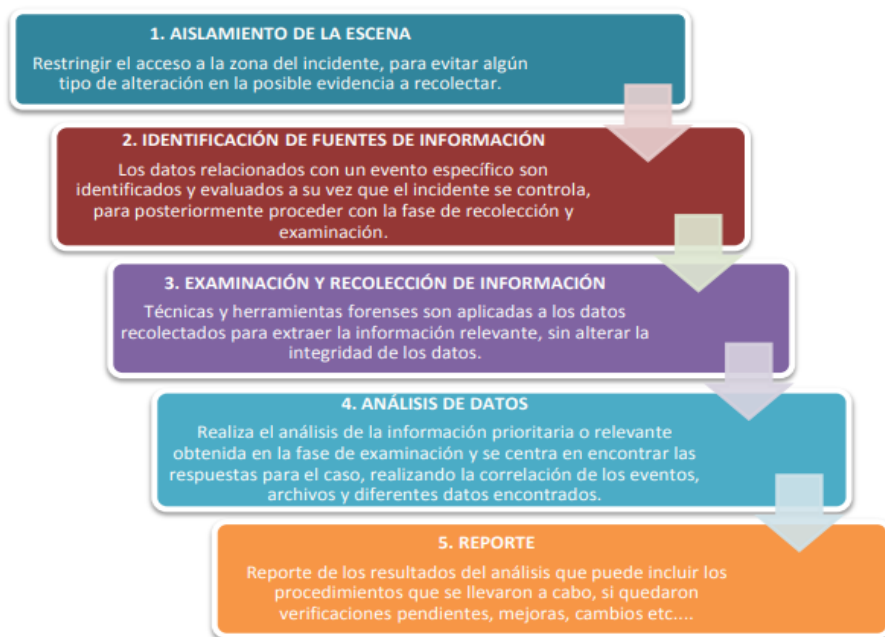 1. AISLAMIENTO DE LA ESCENA
Restringir el acceso a la zona del incidente, para evitar algún
tipo de alteración en la posible evidencia a recolectar.
2. IDENTIFICACIÓN DE FUENTES DE INFORMACIÓN
Los datos relacionados con un evento específico son
identificados y evaluados a su vez que el incidente se controla,
para posteriormente proceder con la fase de recolección y
examinación.
3. EXAMINACIÓN Y RECOLECCIÓN DE INFORMACIÓN
Técnicas y herramientas forenses son aplicadas a los datos
recolectados para extraer la información relevante, sin alterar la
integridad de los datos.
4. ANÁLISIS DE DATOS
Realiza el análisis de la información prioritaria o relevante
obtenida en la fase de examinación y se centra en encontrar las
respuestas para el caso, realizando la correlación de los eventos,
archivos y diferentes datos encontrados.
5. REPORTE
Reporte de los resultados del análisis que puede incluir los
procedimientos que se llevaron a cabo, si quedaron
verificaciones pendientes, mejoras, cambios etc....